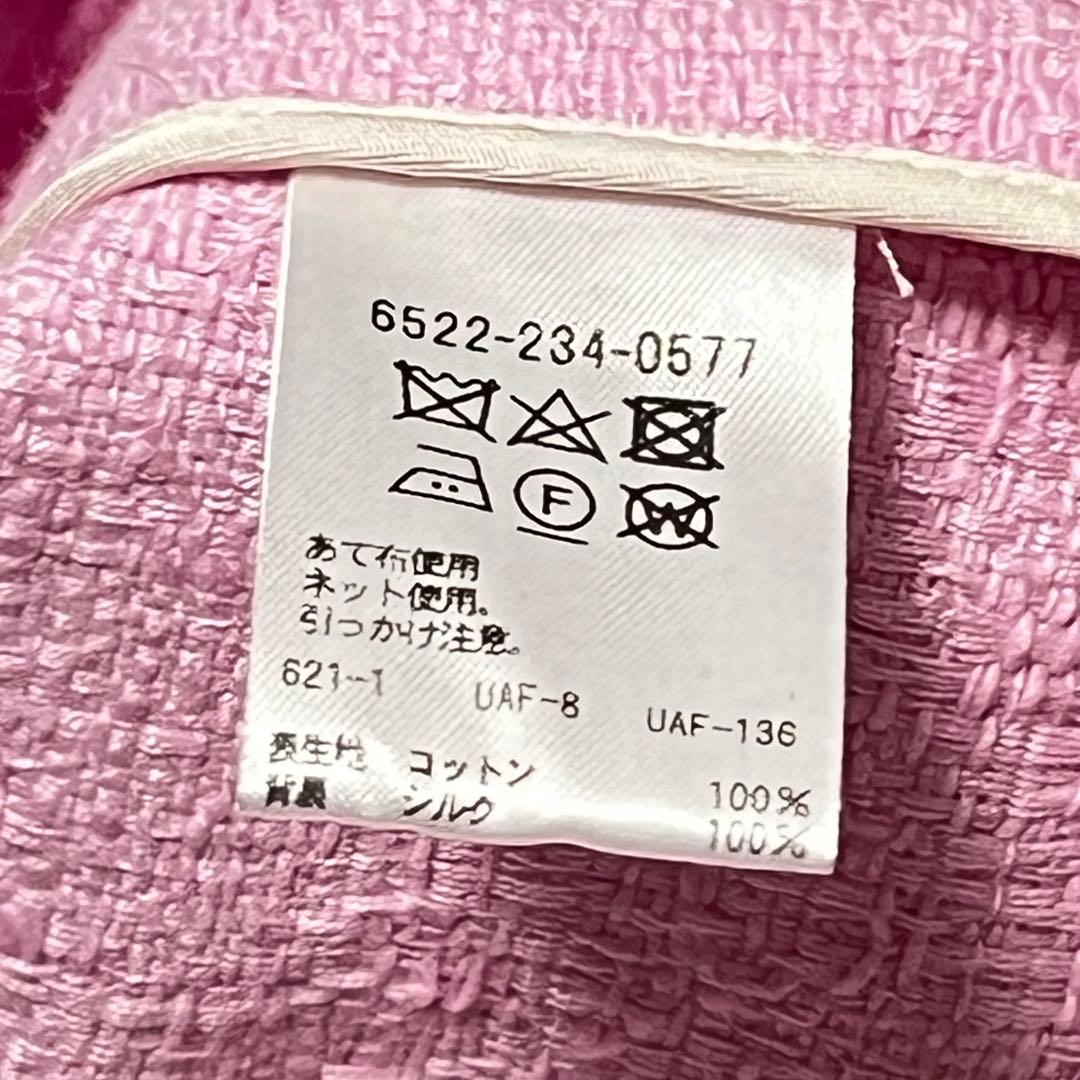 6522-234-0577
F W
あて布使用
ネット使用。
引っかけ注意。
621-1 UAF-8 UAF-136
表生地 コットン 100%
背裏 シルク 100%